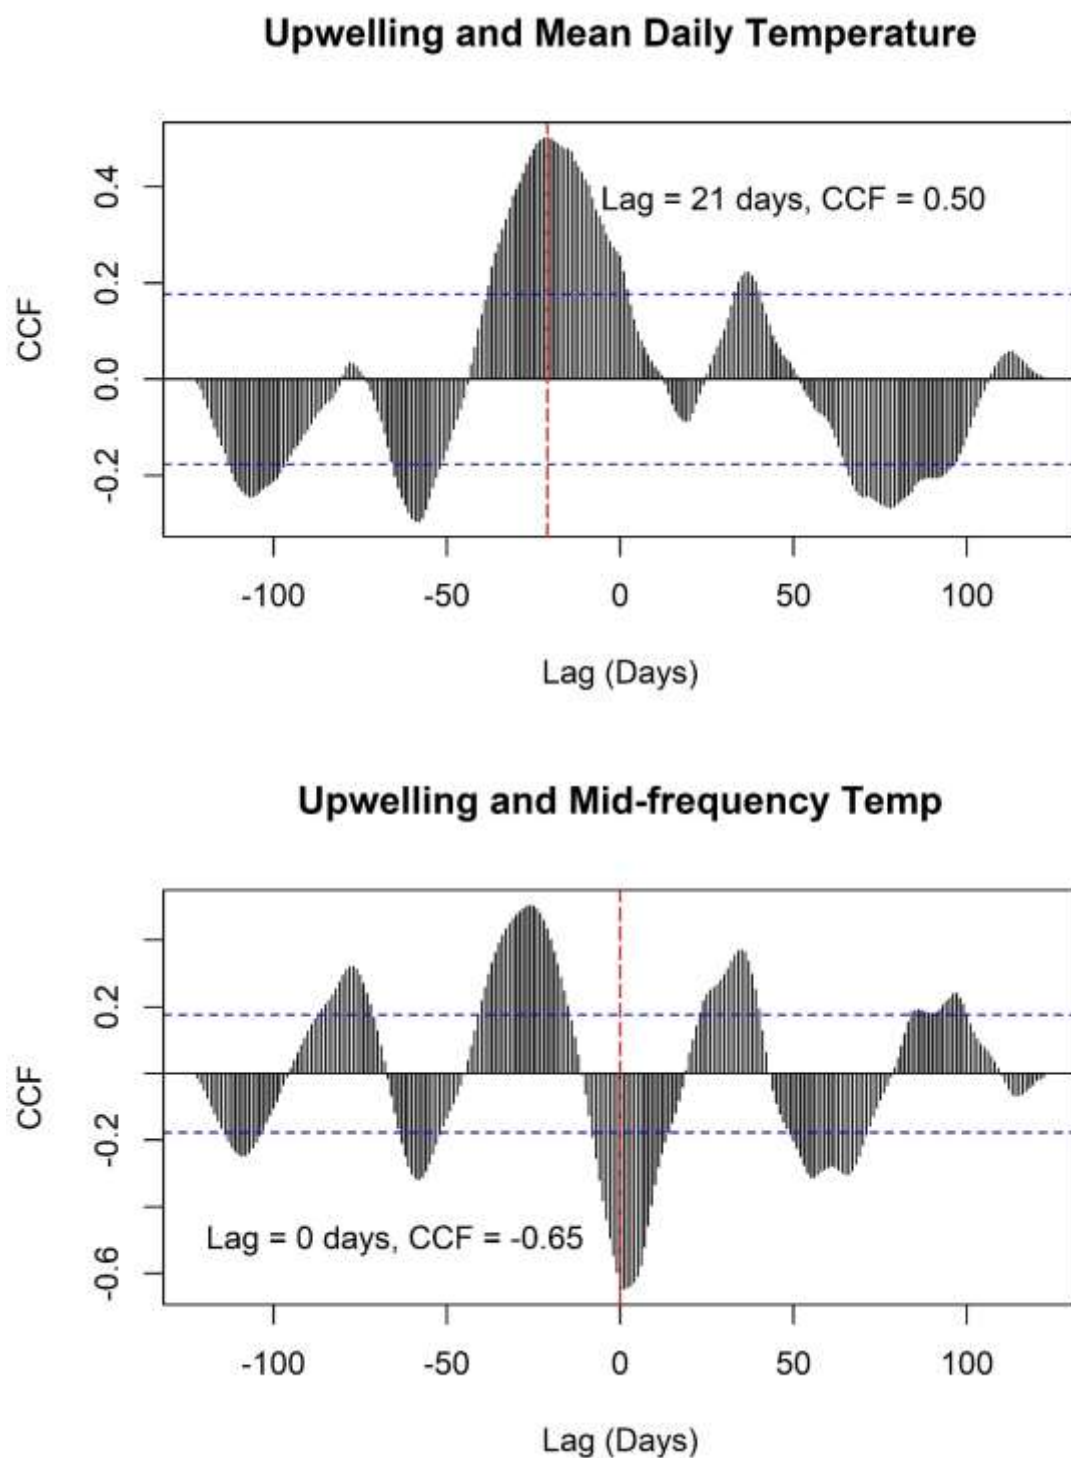 Upwelling and Mean Daily Temperature
CCF
0.4
0.2
0.0
-0.2
Lag = 21 days, CCF = 0.50
-100 -50 0 50 100
Lag (Days)
Upwelling and Mid-frequency Temp
CCF
0.2
-0.2
-0.6
Lag = 0 days, CCF = -0.65
-100 -50 0 50 100
Lag (Days)